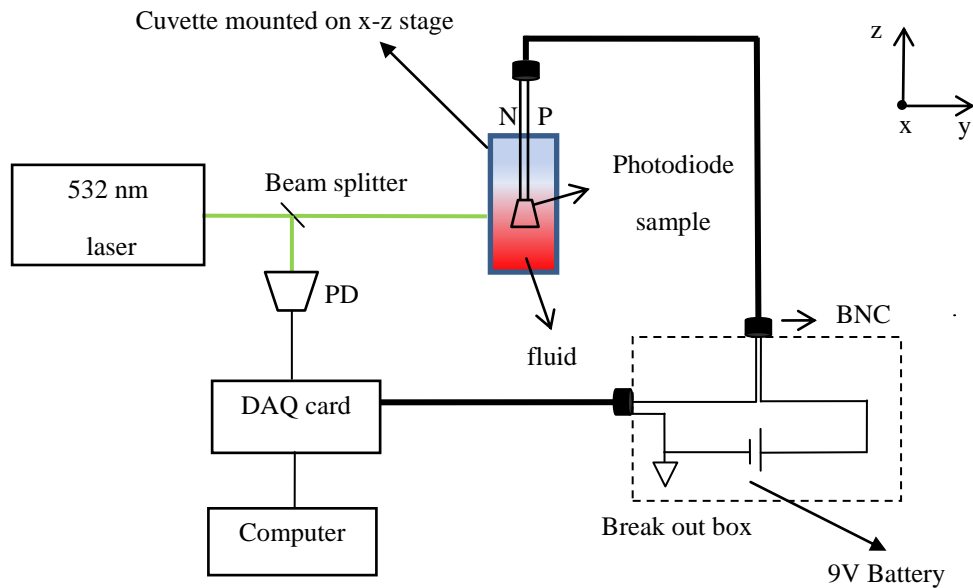 Cuvette mounted on x-z stage
z
x
y
N P
532 nm
laser
Beam splitter
Photodiode
sample
PD
BNC
fluid
DAQ card
Computer
Break out box
9V Battery